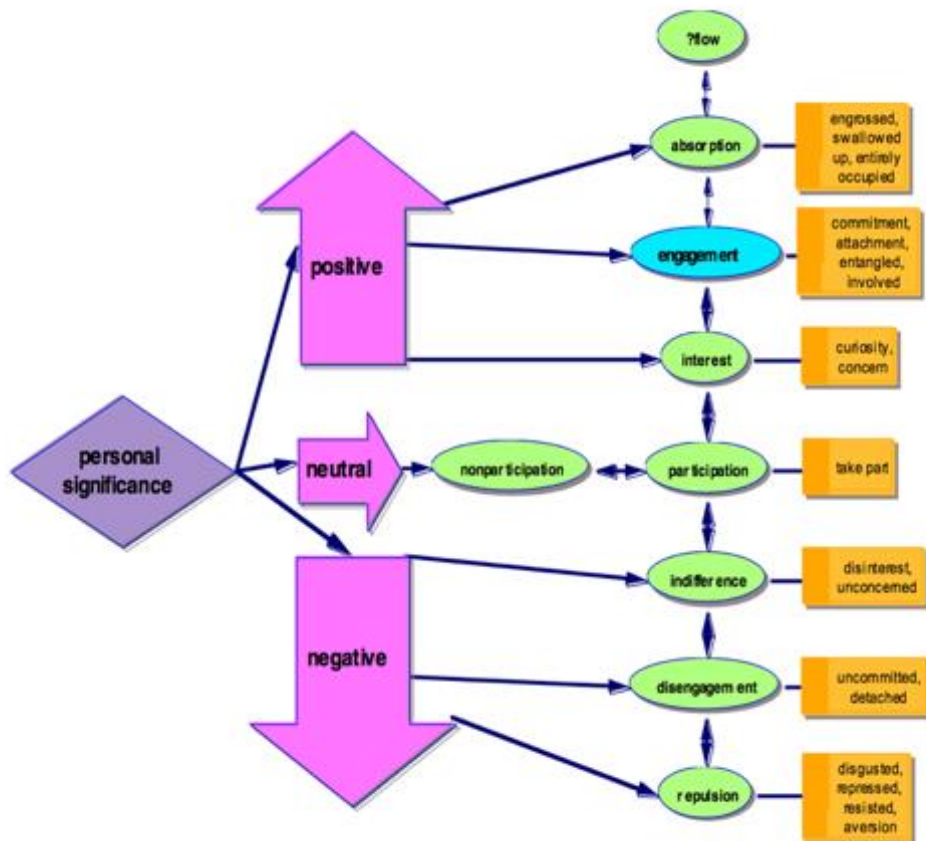 ?flow
absorption
engrossed,
swallowed
up, entirely
occupied
positive
engagement
commitment,
attachment,
entangled,
involved
interest
curiosity,
concern
personal
significance
neutral
nonparticipation
participation
take part
indifference
disinterest,
unconcerned
negative
disengagement
uncommitted,
detached
repulsion
disgusted,
repressed,
resisted,
aversion